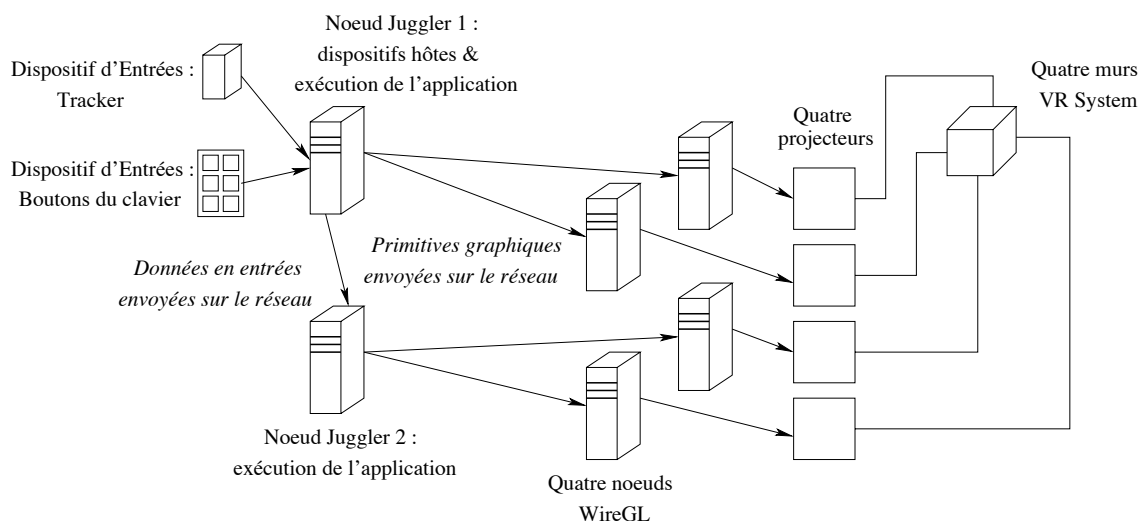 Noeud Juggler 1 :
dispositifs hôtes &
exécution de l'application
Dispositif d'Entrées :
Tracker
Quatre murs
VR System
Quatre
projecteurs
Dispositif d'Entrées :
Boutons du clavier
Primitives graphiques
envoyées sur le réseau
Données en entrées
envoyées sur le réseau
Noeud Juggler 2 :
exécution de l'application
Quatre noeuds
WireGL